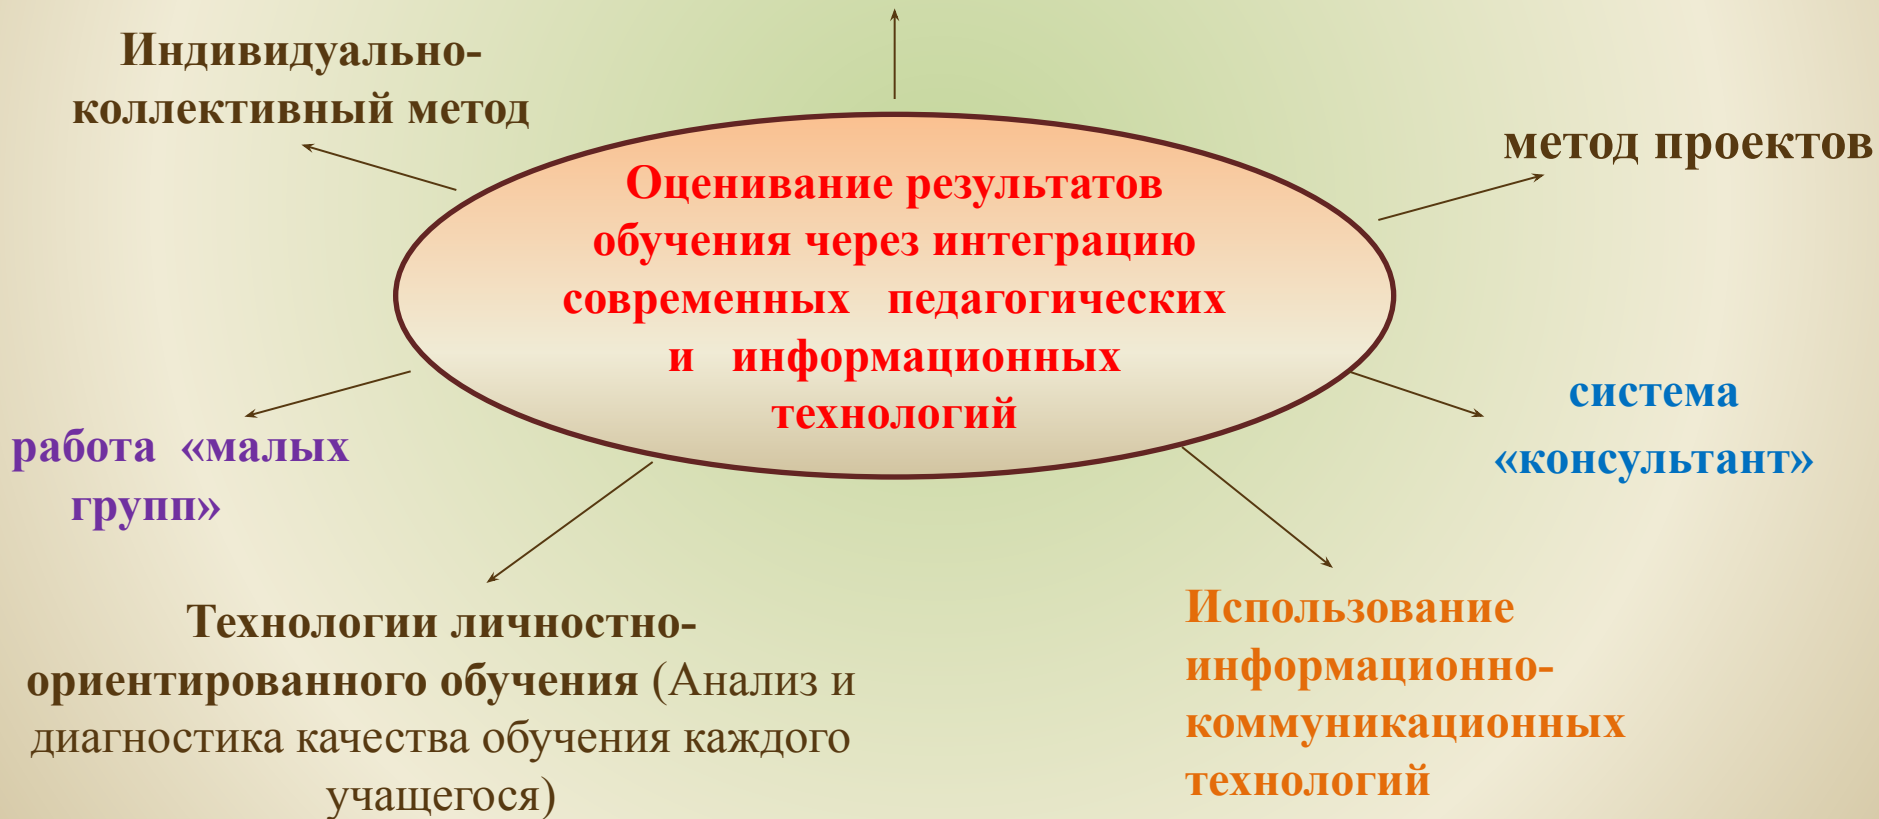 Индивидуально-
коллективный метод
метод проектов
Оценивание результатов
обучения через интеграцию
современных педагогических
и информационных
технологий
система
«консультант»
работа «малых
групп»
Технологии личностно-
ориентированного обучения (Анализ и
диагностика качества обучения каждого
учащегося)
Использование
информационно-
коммуникационных
технологий